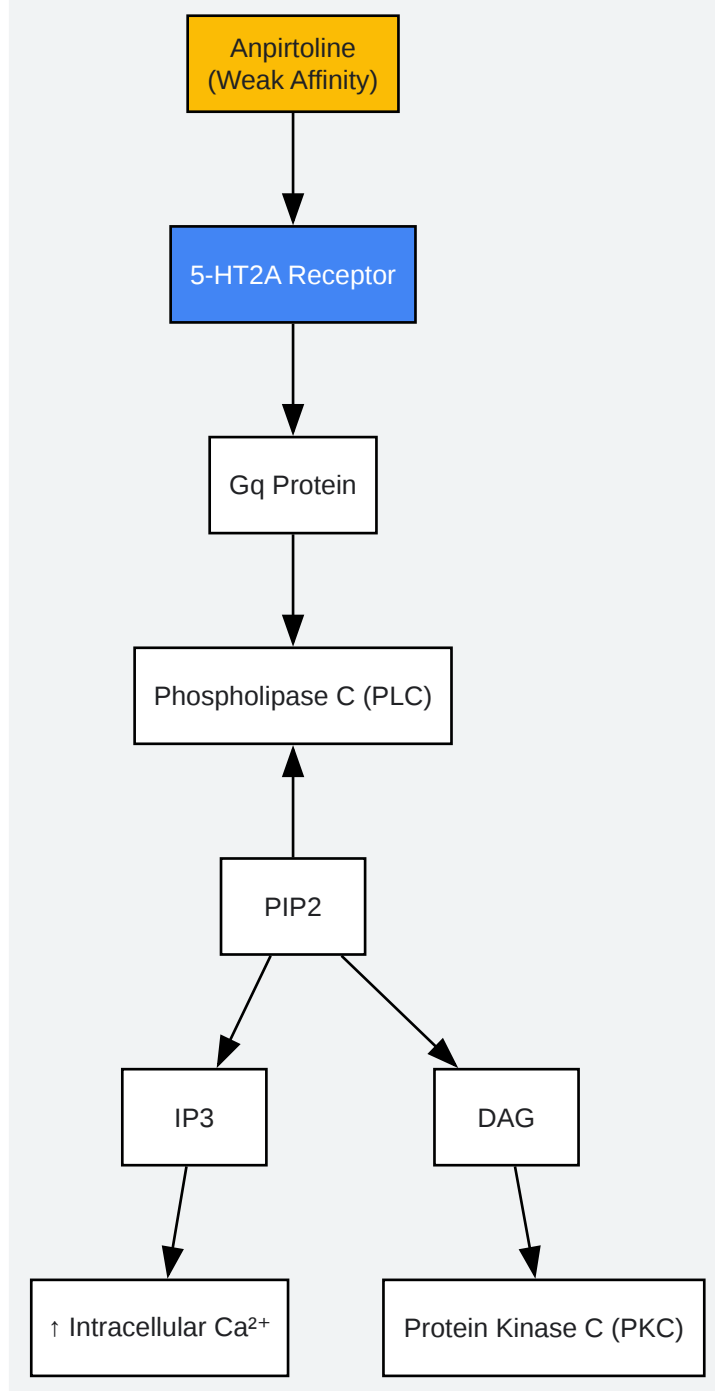 Anpirtoline
(Weak Affinity)
5-HT2A Receptor
Gq Protein
Phospholipase C (PLC)
PIP2
IP3
DAG
↑ Intracellular Ca²⁺
Protein Kinase C (PKC)